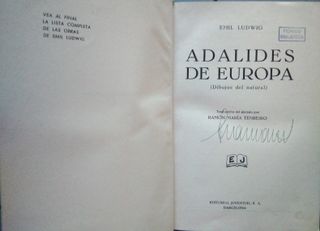 VEA AL FINAL
LA LISTA COMPLETA
DE LAS OBRAS
DE EMIL LUDWIG
EMIL LUDWIG
ADALIDES
DE EUROPA
(Dibujos del natural)
Traducción del alemán por
RAMÓN MARÍA TENREIRO
E J
EDITORIAL JUVENTUD, S. A.
BARCELONA